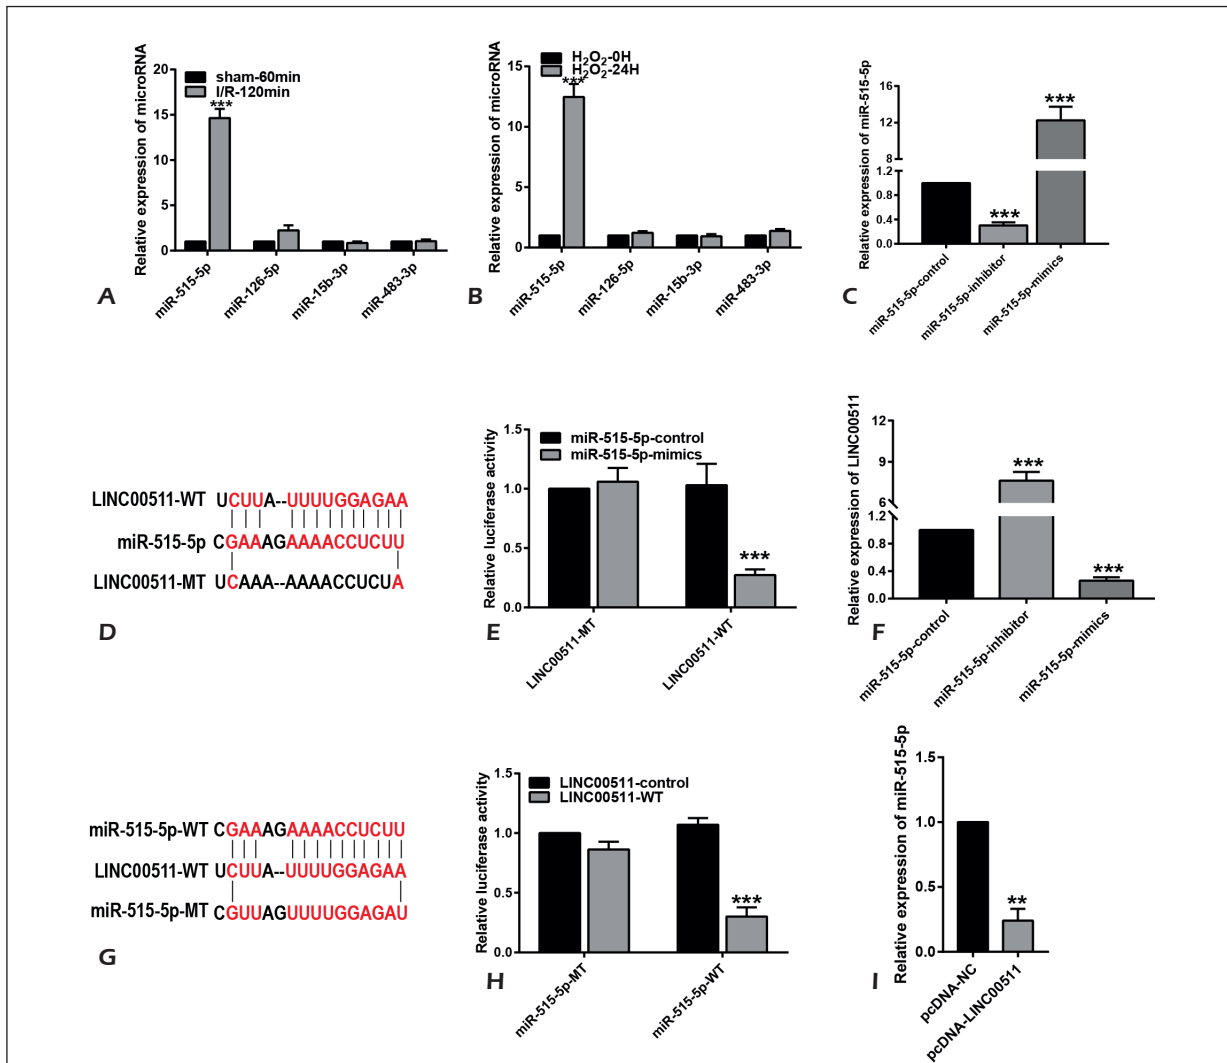 Relative expression of microRNA
20
15
10
5
0
sham-60min
I/R-120min
***
miR-515-5p
miR-126-5p
miR-15b-3p
miR-483-3p
A
Relative expression of microRNA
15
10
5
0
H2O2-0H
H2O2-24H
***
miR-515-5p
miR-126-5p
miR-15b-3p
miR-483-3p
B
Relative expression of miR-515-5p
16
12
8
1.2
0.8
0.4
0.0
***
***
miR-515-5p-control
miR-515-5p-inhibitor
miR-515-5p-mimics
C
LINC00511-WT UCUUA--UUUUGGAGAA
miR-515-5p CGAAAGAAAACCUCUU
LINC00511-MT UCAAA--AAAACCUCUA
D
Relative luciferase activity
1.5
1.0
0.5
0.0
miR-515-5p-control
miR-515-5p-mimics
***
LINC00511-MT
LINC00511-WT
E
Relative expression of LINC00511
12
9
6
1.2
0.8
0.4
0.0
***
***
miR-515-5p-control
miR-515-5p-inhibitor
miR-515-5p-mimics
F
miR-515-5p-WT CGAAAGAAAACCUCUU
LINC00511-WT UCUUA--UUUUGGAGAA
miR-515-5p-MT CGUUAGUUUUGGAGAU
G
Relative luciferase activity
1.5
1.0
0.5
0.0
LINC00511-control
LINC00511-WT
***
miR-515-5p-MT
miR-515-5p-WT
H
Relative expression of miR-515-5p
1.5
1.0
0.5
0.0
**
pcDNA-NC
pcDNA-LINC00511
I